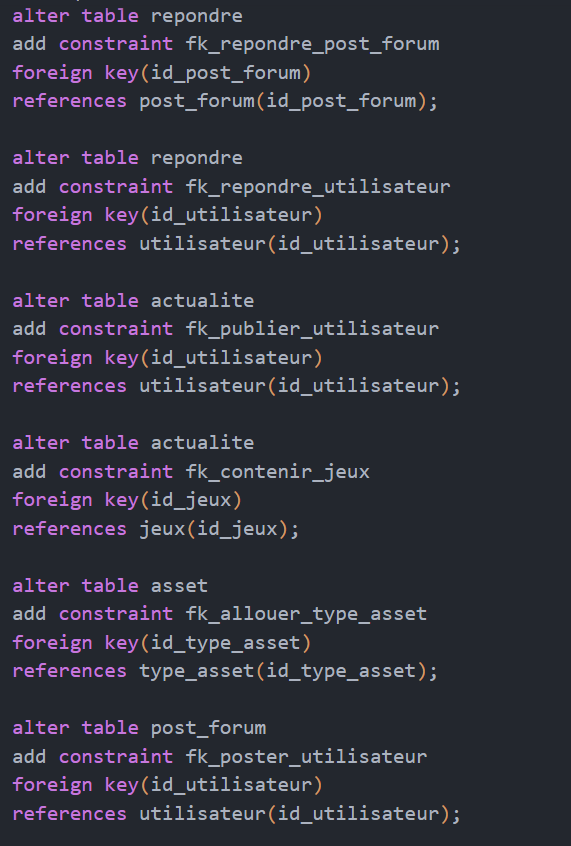 alter table repondre
add constraint fk_repondre_post_forum
foreign key(id_post_forum)
references post_forum(id_post_forum);
alter table repondre
add constraint fk_repondre_utilisateur
foreign key(id_utilisateur)
references utilisateur(id_utilisateur);
alter table actualite
add constraint fk_publier_utilisateur
foreign key(id_utilisateur)
references utilisateur(id_utilisateur);
alter table actualite
add constraint fk_contenir_jeux
foreign key(id_jeux)
references jeux(id_jeux);
alter table asset
add constraint fk_allouer_type_asset
foreign key(id_type_asset)
references type_asset(id_type_asset);
alter table post_forum
add constraint fk_poster_utilisateur
foreign key(id_utilisateur)
references utilisateur(id_utilisateur);